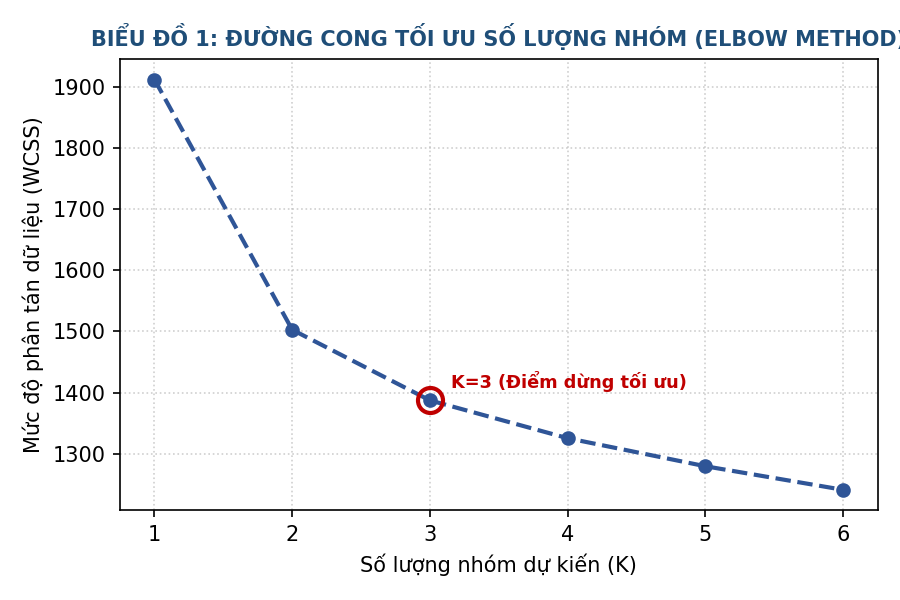 BIỂU ĐỒ 1: ĐƯỜNG CONG TỐI ƯU SỐ LƯỢNG NHÓM (ELBOW METHOD)
Mức độ phân tán dữ liệu (WCSS)
1900
1800
1700
1600
1500
1400
1300
K=3 (Điểm dừng tối ưu)
1 2 3 4 5 6
Số lượng nhóm dự kiến (K)